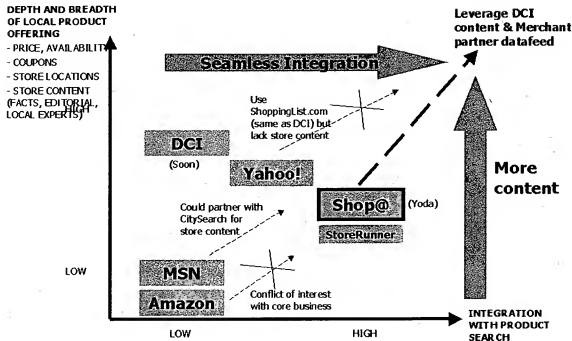 DEPTH AND BREADTH
OF LOCAL PRODUCT
OFFERING
- PRICE, AVAILABILITY
- COUPONS
- STORE LOCATIONS
- STORE CONTENT
(FACTS, EDITORIAL,
LOCAL EXPERTS)
HIGH
Leverage DCI
content & Merchant
partner datafeed
Seamless Integration
Use
ShoppingList.com
(same as DCI) but
lack store content
DCI
(Soon)
Yahoo!
More
content
Shop@
(Yoda)
StoreRunner
Could partner with
CitySearch for
store content
LOW
MSN
Amazon
Conflict of interest
with core business
LOW
HIGH
INTEGRATION
WITH PRODUCT
SEARCH